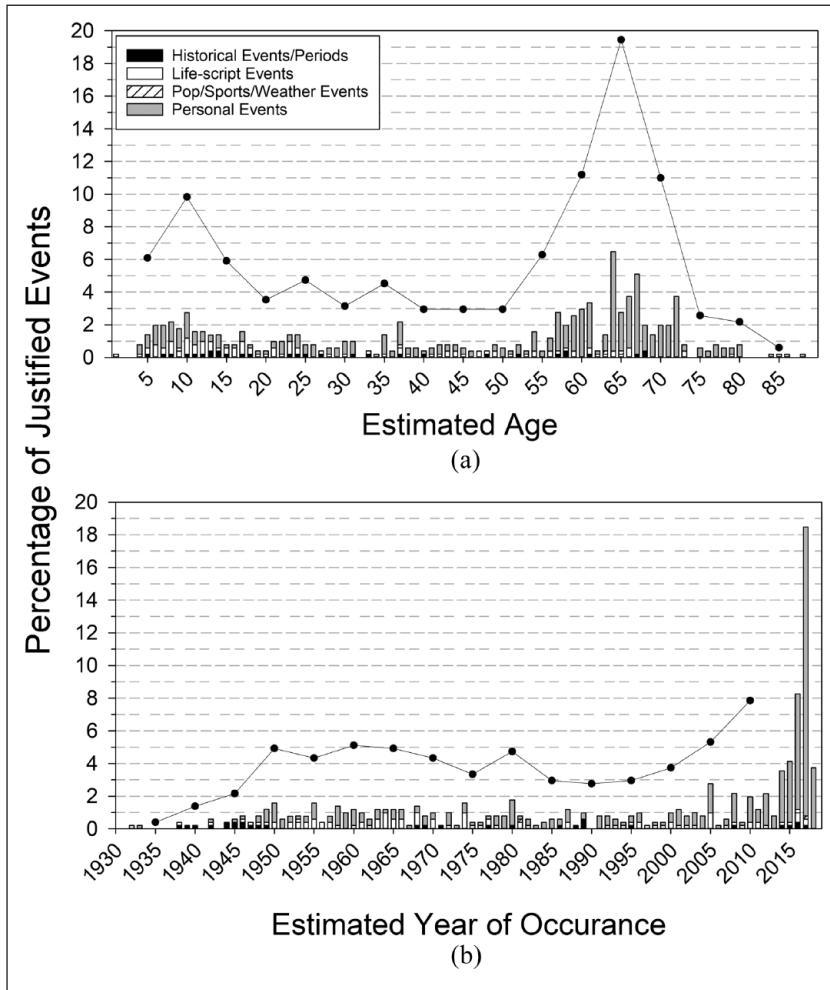 20
18
16
14
12
10
8
6
4
2
0
Historical Events/Periods
Life-script Events
Pop/Sports/Weather Events
Personal Events
5 10 15 20 25 30 35 40 45 50 55 60 65 70 75 80 85
Estimated Age
(a)
Percentage of Justified Events
20
18
16
14
12
10
8
6
4
2
0
1930 1935 1940 1945 1950 1955 1960 1965 1970 1975 1980 1985 1990 1995 2000 2005 2010 2015
Estimated Year of Occurance
(b)